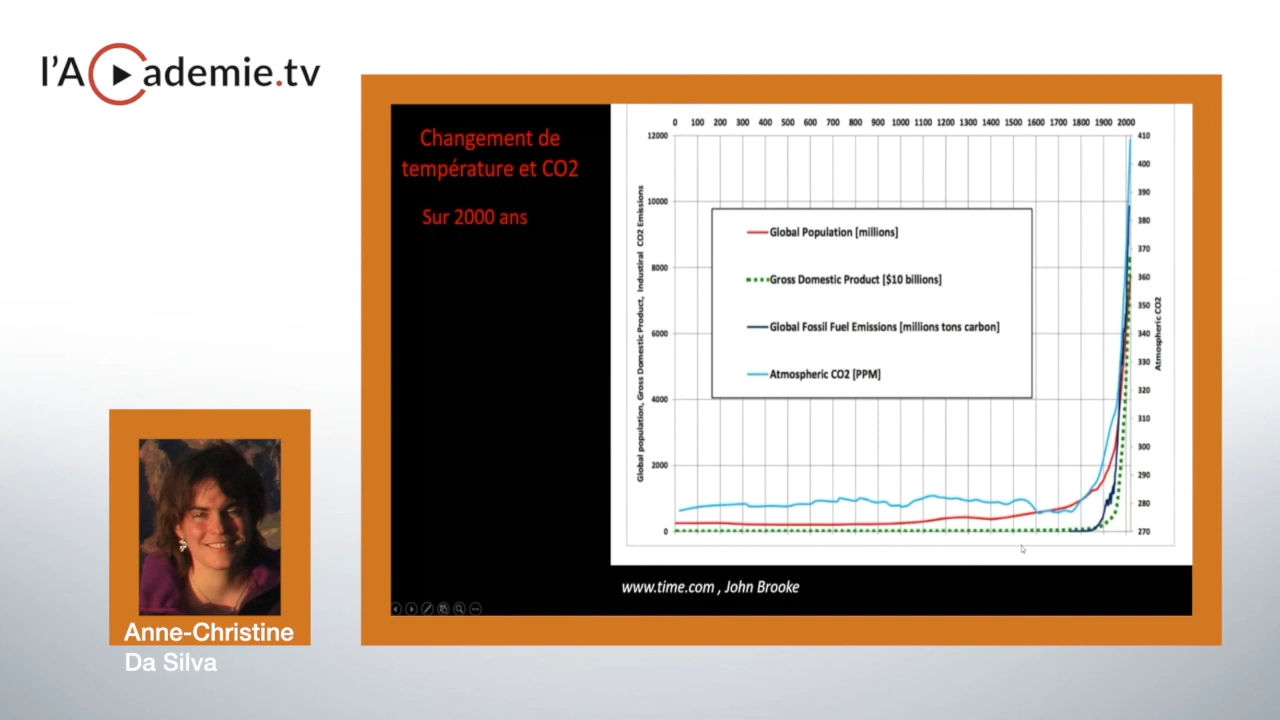 l'Academie.tv
Changement de
température et CO2
Sur 2000 ans
0 100 200 300 400 500 600 700 800 900 1000 1100 1200 1300 1400 1500 1600 1700 1800 1900 2000
12000
10000
8000
6000
4000
2000
0
Global population, Gross Domestic Product, Industiral CO2 Emissions
Global Population [millions]
Gross Domestic Product [$10 billions]
Global Fossil Fuel Emissions [millions tons carbon]
Atmospheric CO2 [PPM]
410
400
390
380
370
360
350
340
330
320
310
300
290
280
270
Atmospheric CO2
www.time.com , John Brooke
Anne-Christine
Da Silva